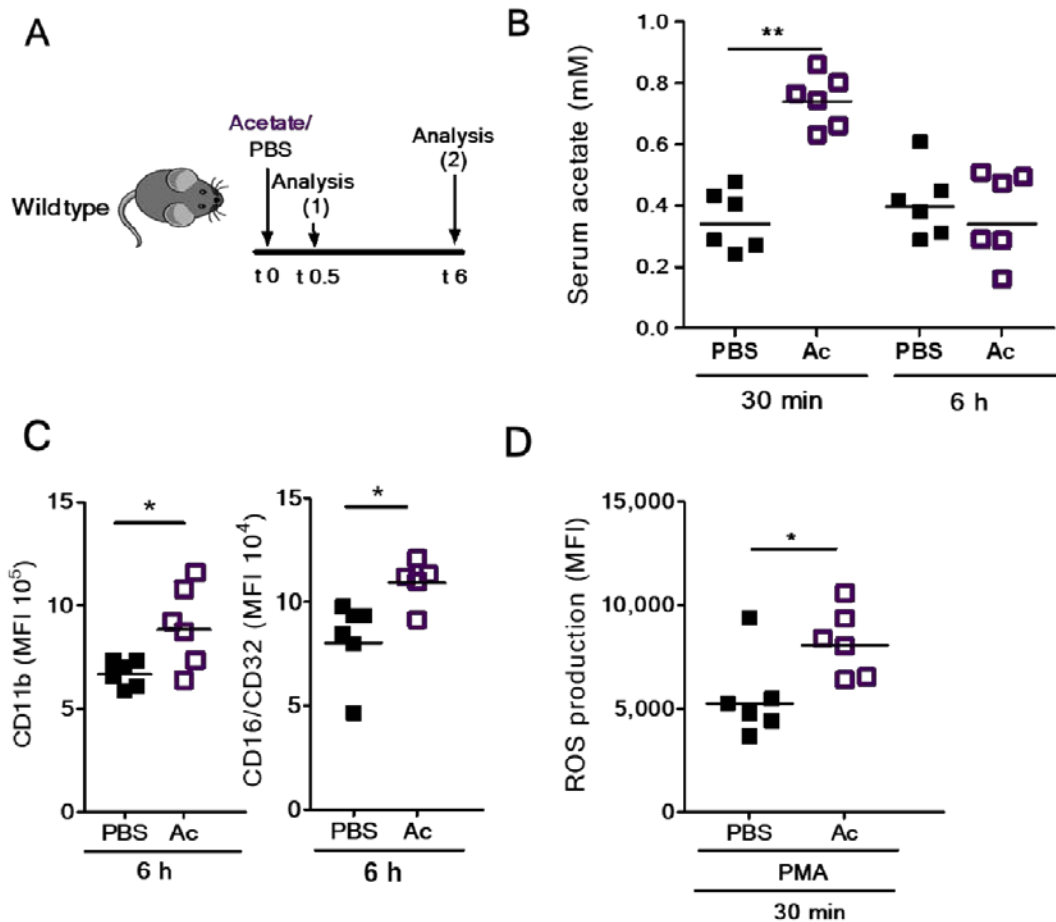 A
Acetate/
PBS
Analysis
(1)
Analysis
(2)
Wild type
t 0
t 0.5
t 6
B
Serum acetate (mM)
1.0
0.8
0.6
0.4
0.2
0.0
**
PBS
Ac
PBS
Ac
30 min
6 h
C
CD11b (MFI 10⁵)
15
10
5
0
*
PBS
Ac
6 h
CD16/CD32 (MFI 10⁴)
15
10
5
0
*
PBS
Ac
6 h
D
ROS production (MFI)
15,000
10,000
5,000
0
*
PBS
Ac
PMA
30 min